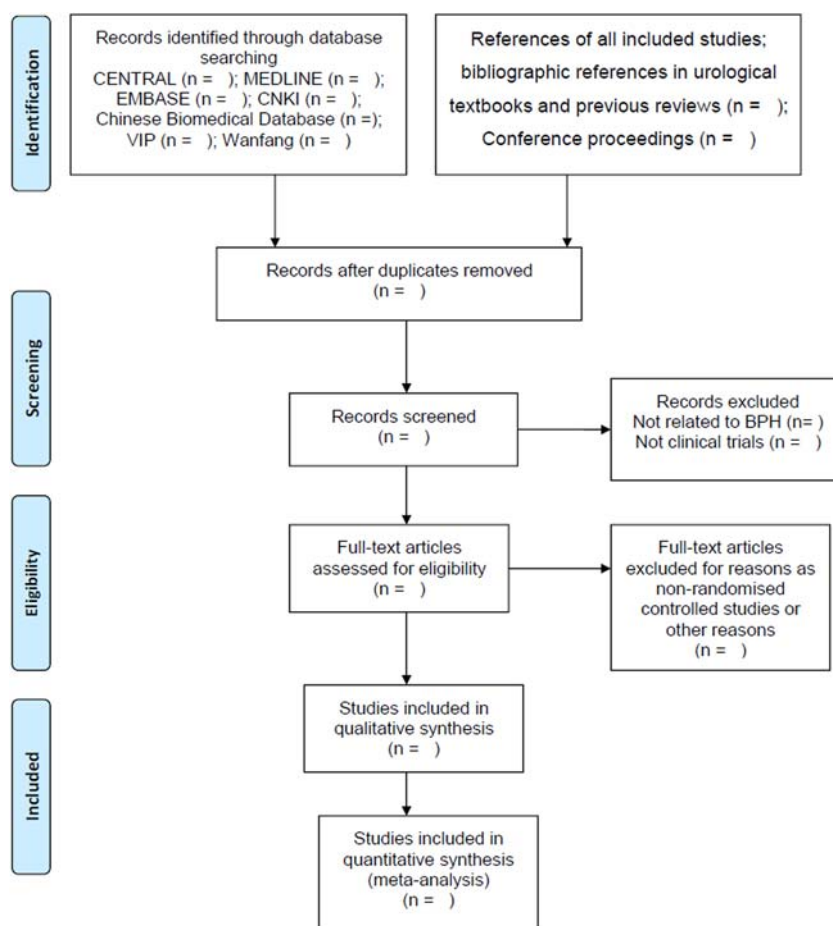 Identification
Records identified through database
searching
CENTRAL (n =   ); MEDLINE (n =   );
EMBASE (n =   ); CNKI (n =   );
Chinese Biomedical Database (n =);
VIP (n =   ); Wanfang (n =   )
References of all included studies;
bibliographic references in urological
textbooks and previous reviews (n =   );
Conference proceedings (n =   )
Records after duplicates removed
(n =   )
Screening
Records screened
(n =   )
Records excluded
Not related to BPH (n= )
Not clinical trials (n =   )
Eligibility
Full-text articles
assessed for eligibility
(n =   )
Full-text articles
excluded for reasons as
non-randomised
controlled studies or
other reasons
(n =   )
Included
Studies included in
qualitative synthesis
(n =   )
Studies included in
quantitative synthesis
(meta-analysis)
(n =   )